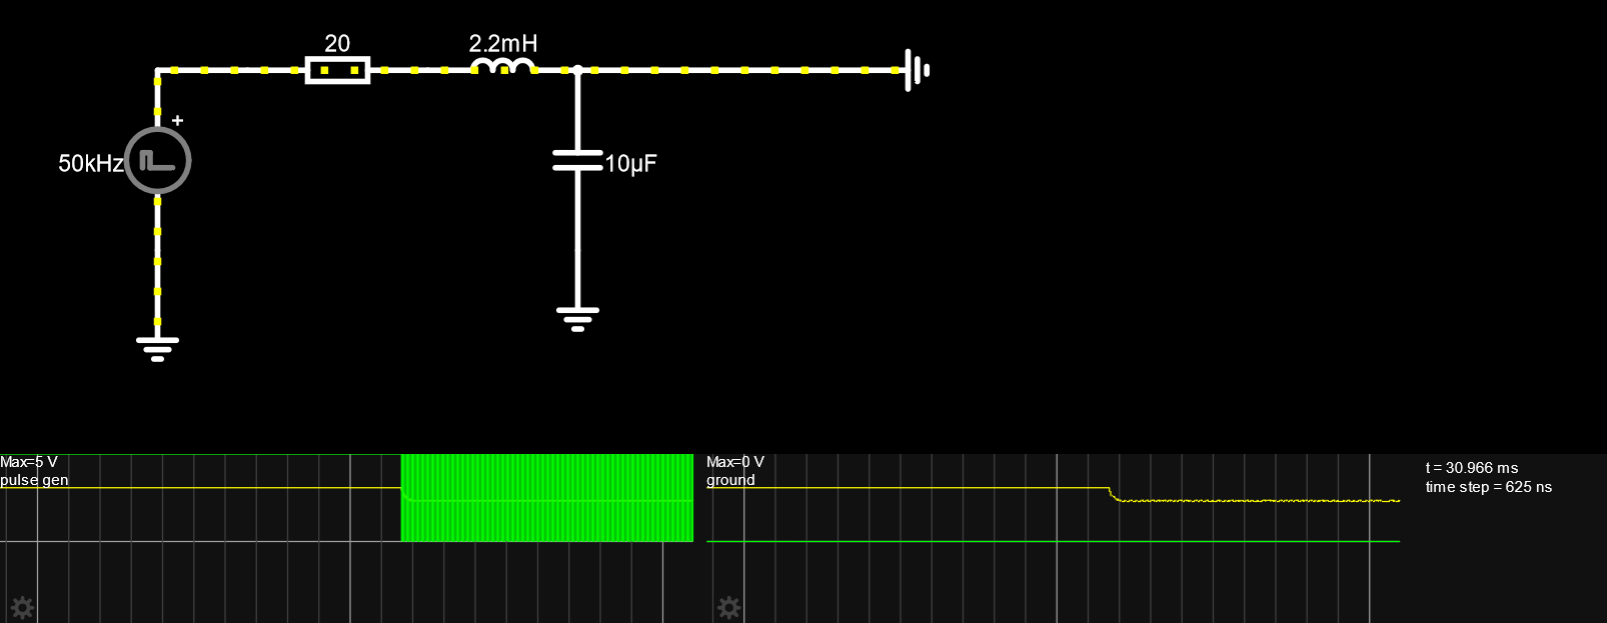 20
2.2mH
+
50kHz
10µF
Max=5 V
pulse gen
Max=0 V
ground
t = 30.966 ms
time step = 625 ns